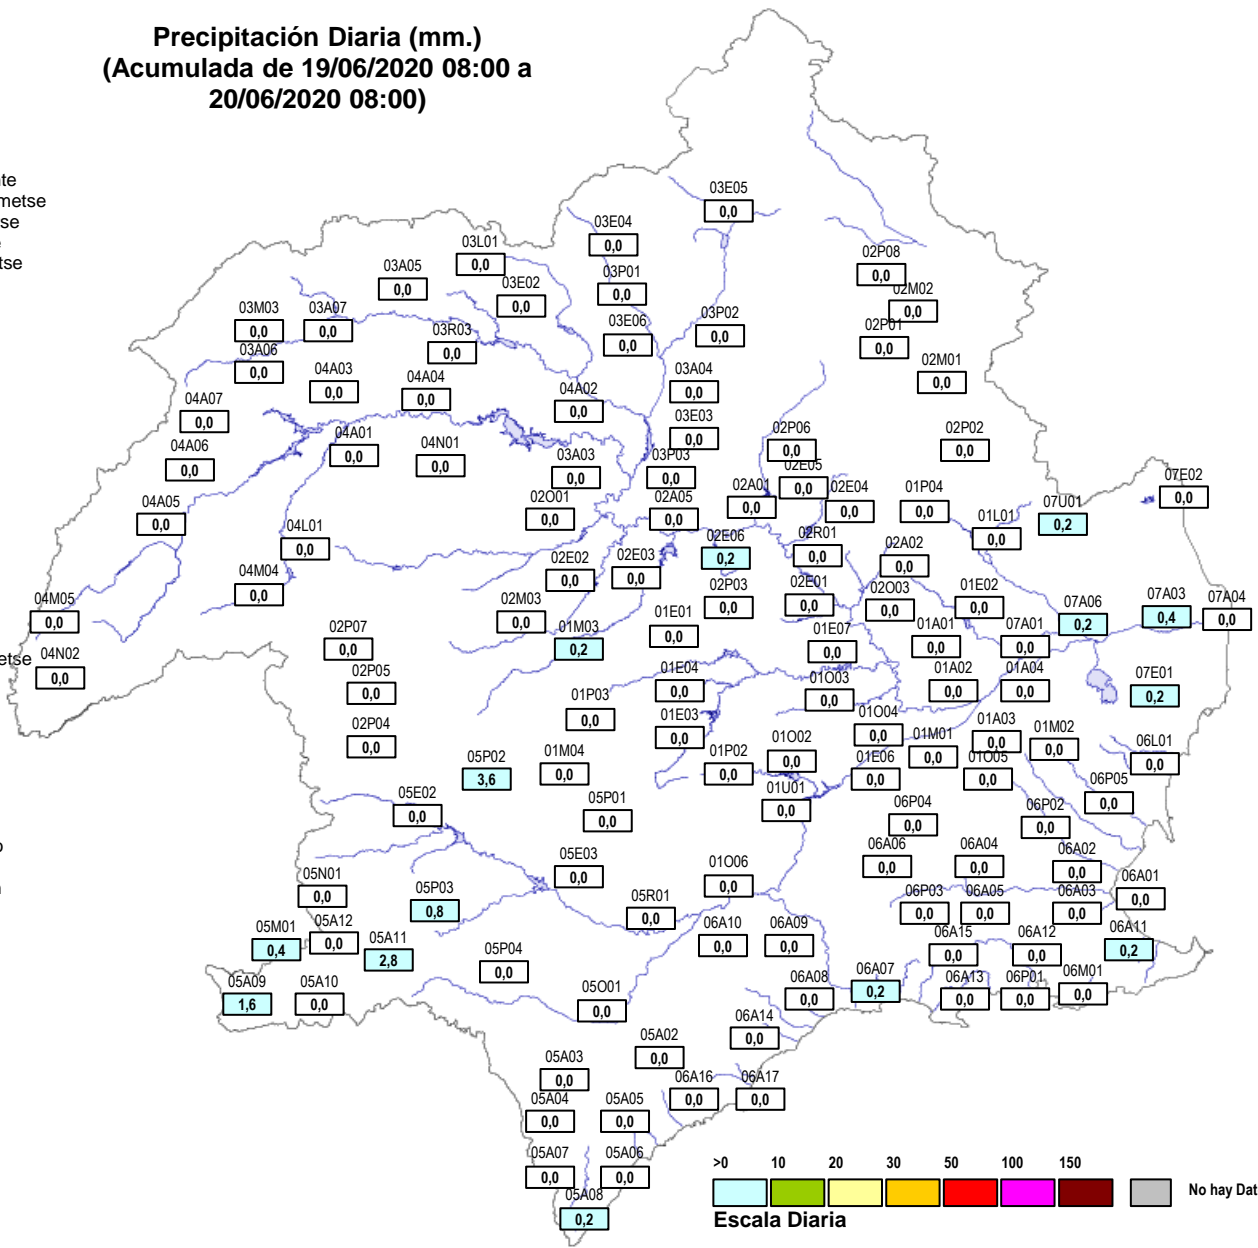 Precipitación Diaria (mm.)
(Acumulada de 19/06/2020 08:00 a
20/06/2020 08:00)
te
metse
se
tse
etse
03E05
0,0
03E04
0,0
03L01
0,0
02P08
0,0
03A05
0,0
03P01
0,0
03E02
0,0
02M02
0,0
03M03
0,0
03A07
0,0
03P02
0,0
03E06
0,0
02P01
0,0
03R03
0,0
03A06
0,0
02M01
0,0
04A03
0,0
03A04
0,0
04A04
0,0
04A02
0,0
04A07
0,0
03E03
0,0
02P06
0,0
02P02
0,0
04A01
0,0
04N01
0,0
04A06
0,0
03A03
0,0
03P03
0,0
02E05
0,0
07E02
0,0
02A01
0,0
02E04
0,0
01P04
0,0
04A05
0,0
02O01
0,0
02A05
0,0
07U01
0,2
01L01
0,0
04L01
0,0
02E06
0,2
02R01
0,0
02A02
0,0
02E02
0,0
02E03
0,0
04M04
0,0
02P03
0,0
02E01
0,0
02O03
0,0
01E02
0,0
07A03
0,4
07A04
0,0
04M05
0,0
02M03
0,0
07A06
0,2
01E01
0,0
01M03
0,2
02P07
0,0
01E07
0,0
01A01
0,0
07A01
0,0
04N02
0,0
02P05
0,0
01E04
0,0
01O03
0,0
01A02
0,0
01A04
0,0
07E01
0,2
01P03
0,0
01E03
0,0
01O04
0,0
01A03
0,0
02P04
0,0
01M01
0,0
01M02
0,0
05P02
3,6
01M04
0,0
01P02
0,0
01O02
0,0
01E06
0,0
01O05
0,0
06L01
0,0
05E02
0,0
05P01
0,0
01U01
0,0
06P05
0,0
06P04
0,0
06P02
0,0
05E03
0,0
01O06
0,0
06A06
0,0
06A04
0,0
06A02
0,0
05N01
0,0
05P03
0,8
05R01
0,0
06P03
0,0
06A05
0,0
06A03
0,0
06A01
0,0
05M01
0,4
05A12
0,0
05A11
2,8
06A10
0,0
06A09
0,0
06A15
0,0
06A12
0,0
06A11
0,2
05P04
0,0
05A09
1,6
05A10
0,0
05O01
0,0
06A08
0,0
06A07
0,2
06A13
0,0
06P01
0,0
06M01
0,0
06A14
0,0
05A02
0,0
05A03
0,0
06A16
0,0
06A17
0,0
05A04
0,0
05A05
0,0
05A07
0,0
05A06
0,0
05A08
0,2
>0 10 20 30 50 100 150
No hay Dat
Escala Diaria